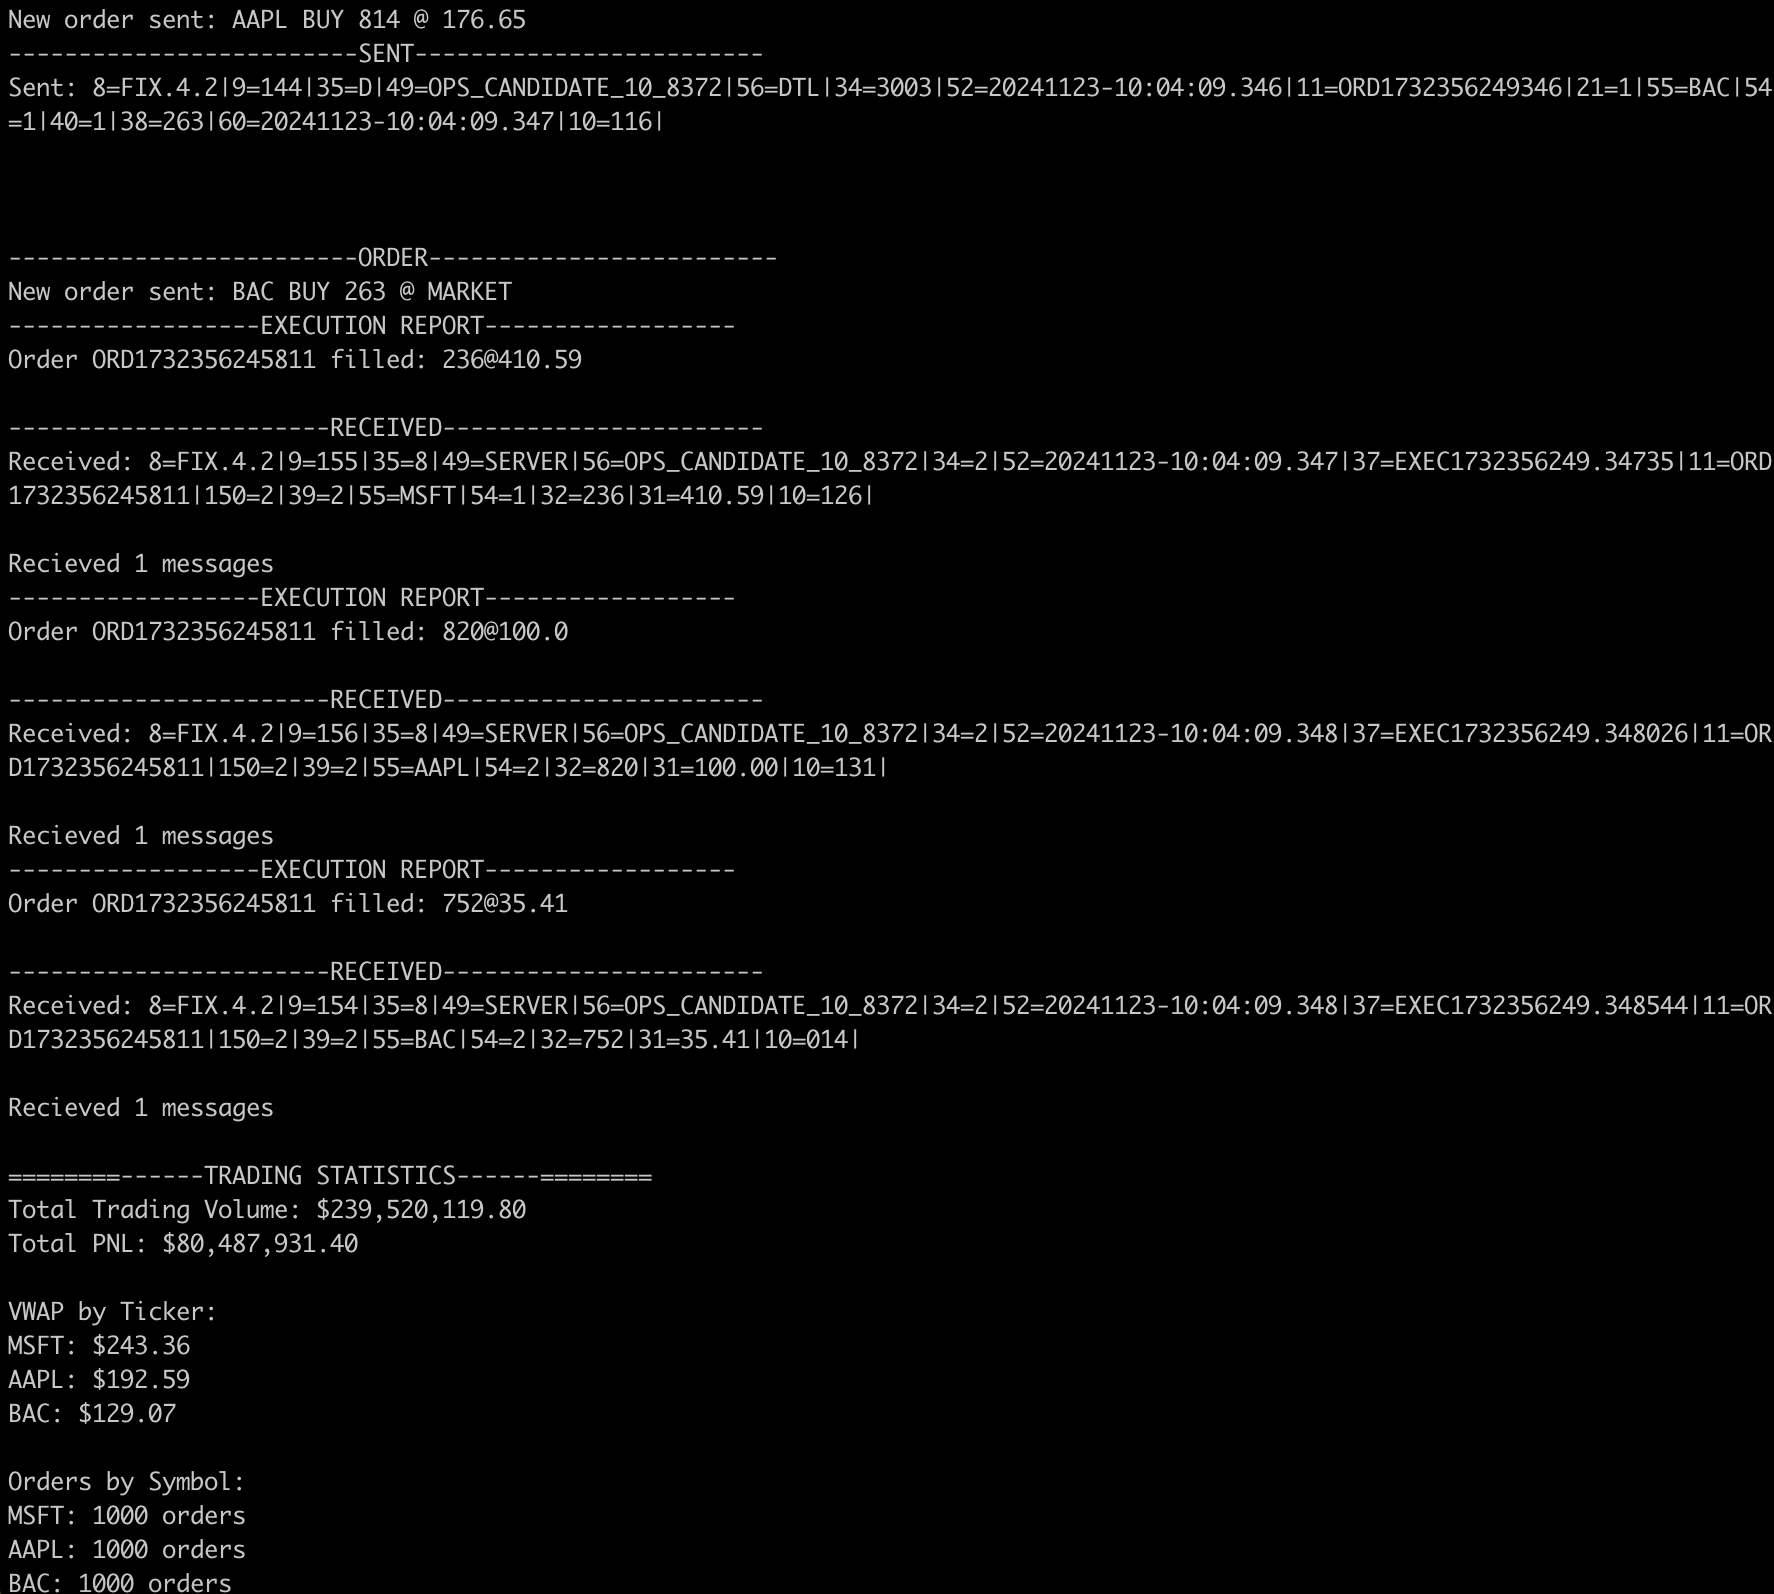 New order sent: AAPL BUY 814 @ 176.65
-------------------------SENT-------------------------
Sent: 8=FIX.4.2|9=144|35=D|49=OPS_CANDIDATE_10_8372|56=DTL|34=3003|52=20241123-10:04:09.346|11=ORD1732356249346|21=1|55=BAC|54
=1|40=1|38=263|60=20241123-10:04:09.347|10=116|
-------------------------ORDER-------------------------
New order sent: BAC BUY 263 @ MARKET
------------------EXECUTION REPORT------------------
Order ORD1732356245811 filled: 236@410.59
-----------------------RECEIVED-----------------------
Received: 8=FIX.4.2|9=155|35=8|49=SERVER|56=OPS_CANDIDATE_10_8372|34=2|52=20241123-10:04:09.347|37=EXEC1732356249.34735|11=ORD
1732356245811|150=2|39=2|55=MSFT|54=1|32=236|31=410.59|10=126|
Recieved 1 messages
------------------EXECUTION REPORT------------------
Order ORD1732356245811 filled: 820@100.0
-----------------------RECEIVED-----------------------
Received: 8=FIX.4.2|9=156|35=8|49=SERVER|56=OPS_CANDIDATE_10_8372|34=2|52=20241123-10:04:09.348|37=EXEC1732356249.348026|11=OR
D1732356245811|150=2|39=2|55=AAPL|54=2|32=820|31=100.00|10=131|
Recieved 1 messages
------------------EXECUTION REPORT------------------
Order ORD1732356245811 filled: 752@35.41
-----------------------RECEIVED-----------------------
Received: 8=FIX.4.2|9=154|35=8|49=SERVER|56=OPS_CANDIDATE_10_8372|34=2|52=20241123-10:04:09.348|37=EXEC1732356249.348544|11=OR
D1732356245811|150=2|39=2|55=BAC|54=2|32=752|31=35.41|10=014|
Recieved 1 messages
========------TRADING STATISTICS------========
Total Trading Volume: $239,520,119.80
Total PNL: $80,487,931.40
VWAP by Ticker:
MSFT: $243.36
AAPL: $192.59
BAC: $129.07
Orders by Symbol:
MSFT: 1000 orders
AAPL: 1000 orders
BAC: 1000 orders